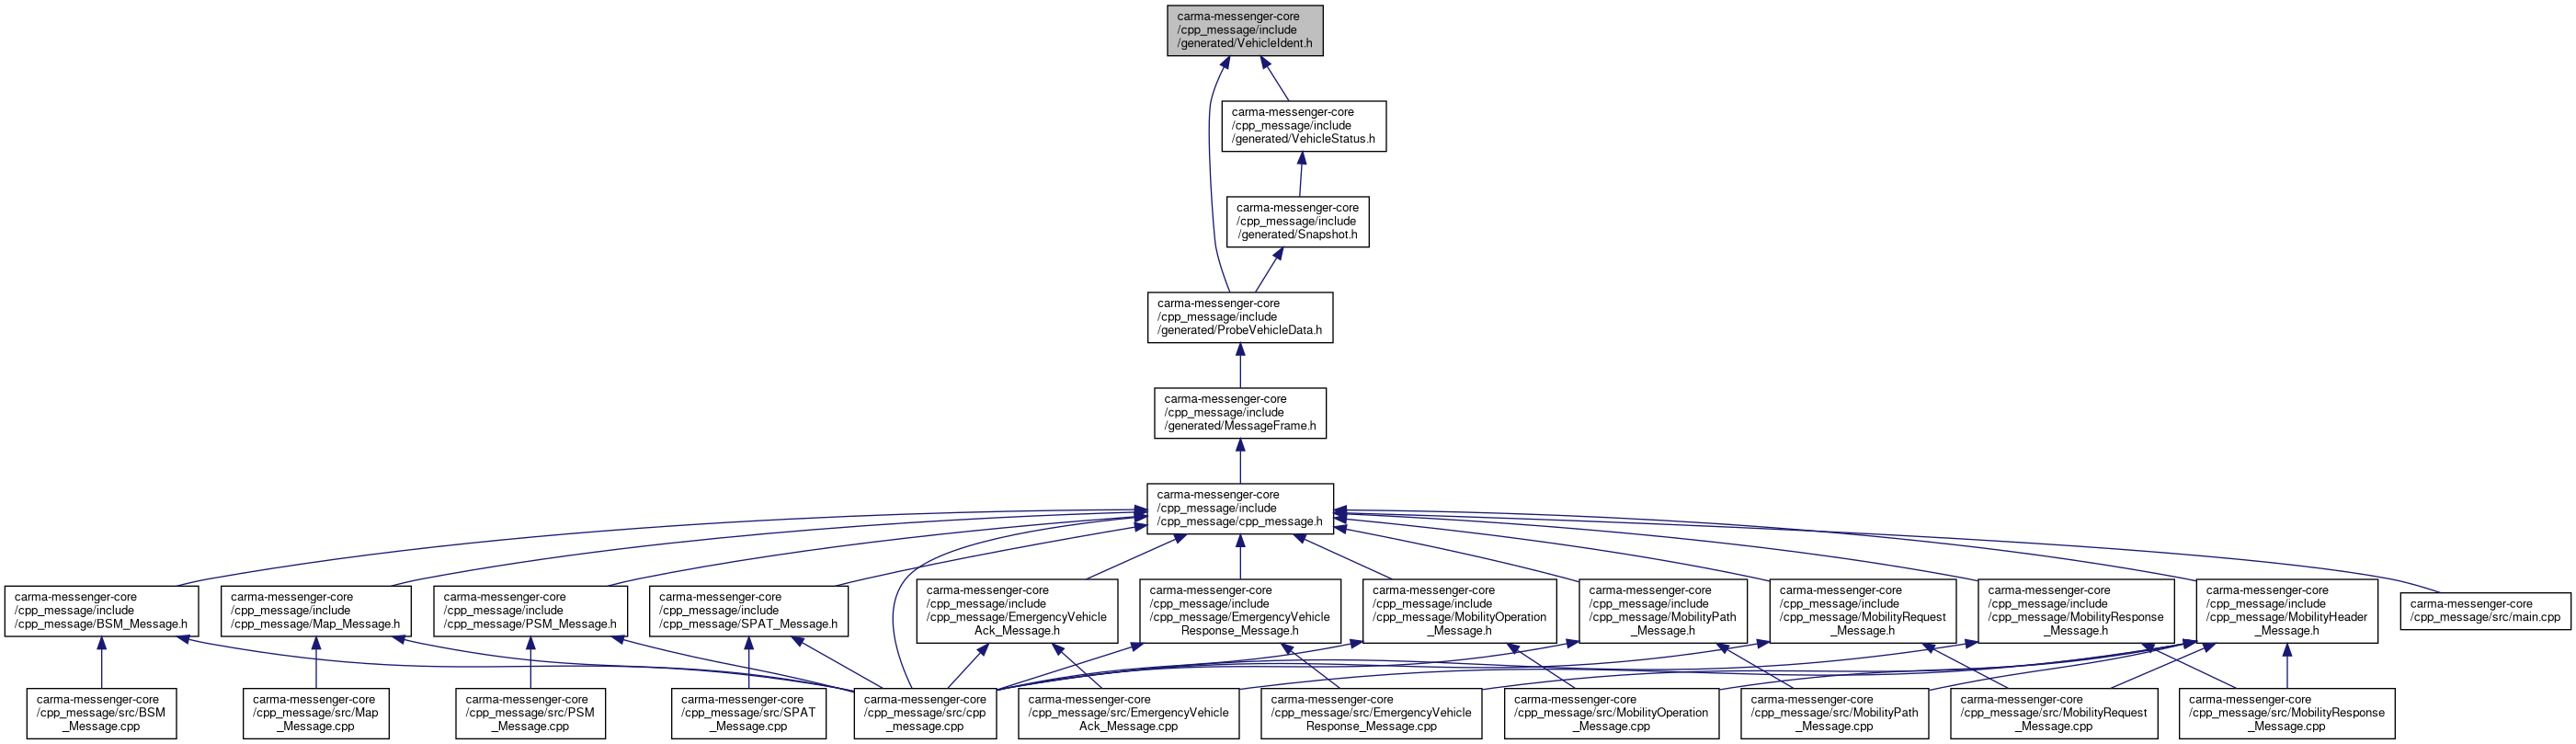 carma-messenger-core
/cpp_message/include
/generated/VehicleIdent.h
carma-messenger-core
/cpp_message/include
/generated/VehicleStatus.h
carma-messenger-core
/cpp_message/include
/generated/Snapshot.h
carma-messenger-core
/cpp_message/include
/generated/ProbeVehicleData.h
carma-messenger-core
/cpp_message/include
/generated/MessageFrame.h
carma-messenger-core
/cpp_message/include
/cpp_message/cpp_message.h
carma-messenger-core
/cpp_message/include
/cpp_message/BSM_Message.h
carma-messenger-core
/cpp_message/include
/cpp_message/Map_Message.h
carma-messenger-core
/cpp_message/include
/cpp_message/PSM_Message.h
carma-messenger-core
/cpp_message/include
/cpp_message/SPAT_Message.h
carma-messenger-core
/cpp_message/include
/cpp_message/EmergencyVehicle
Ack_Message.h
carma-messenger-core
/cpp_message/include
/cpp_message/EmergencyVehicle
Response_Message.h
carma-messenger-core
/cpp_message/include
/cpp_message/MobilityOperation
_Message.h
carma-messenger-core
/cpp_message/include
/cpp_message/MobilityPath
_Message.h
carma-messenger-core
/cpp_message/include
/cpp_message/MobilityRequest
_Message.h
carma-messenger-core
/cpp_message/include
/cpp_message/MobilityResponse
_Message.h
carma-messenger-core
/cpp_message/include
/cpp_message/MobilityHeader
_Message.h
carma-messenger-core
/cpp_message/src/main.cpp
carma-messenger-core
/cpp_message/src/BSM
_Message.cpp
carma-messenger-core
/cpp_message/src/Map
_Message.cpp
carma-messenger-core
/cpp_message/src/PSM
_Message.cpp
carma-messenger-core
/cpp_message/src/SPAT
_Message.cpp
carma-messenger-core
/cpp_message/src/cpp
_message.cpp
carma-messenger-core
/cpp_message/src/EmergencyVehicle
Ack_Message.cpp
carma-messenger-core
/cpp_message/src/EmergencyVehicle
Response_Message.cpp
carma-messenger-core
/cpp_message/src/MobilityOperation
_Message.cpp
carma-messenger-core
/cpp_message/src/MobilityPath
_Message.cpp
carma-messenger-core
/cpp_message/src/MobilityRequest
_Message.cpp
carma-messenger-core
/cpp_message/src/MobilityResponse
_Message.cpp